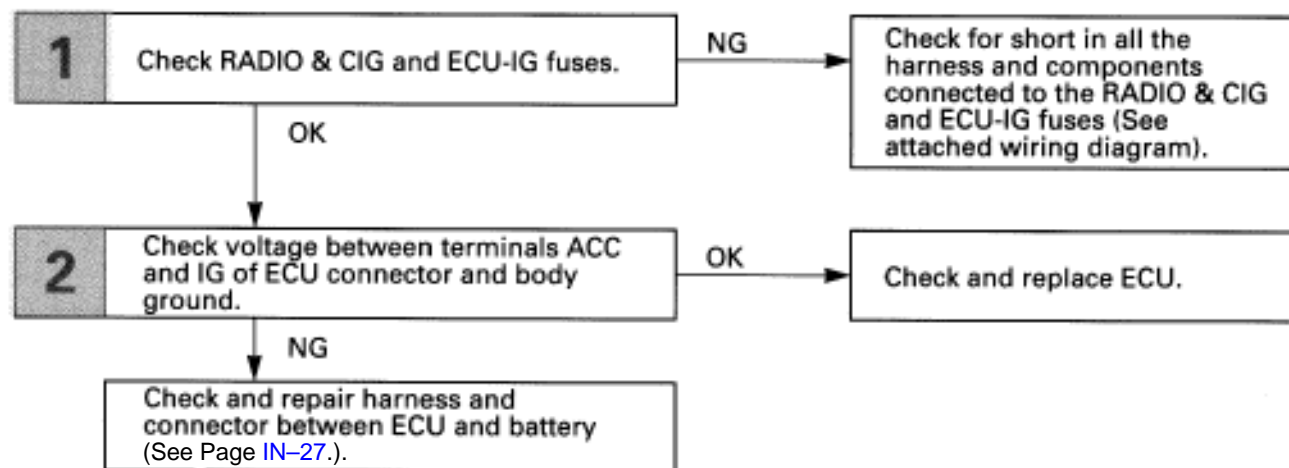 1
Check RADIO & CIG and ECU-IG fuses.
NG
Check for short in all the
harness and components
connected to the RADIO & CIG
and ECU-IG fuses (See
attached wiring diagram).
OK
2
Check voltage between terminals ACC
and IG of ECU connector and body
ground.
OK
Check and replace ECU.
NG
Check and repair harness and
connector between ECU and battery
(See Page IN–27.).